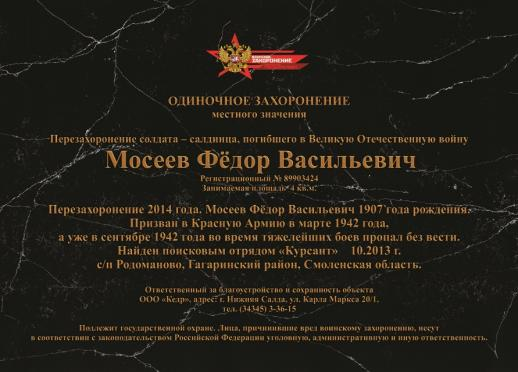 ВОИНСКОЕ
ЗАХОРОНЕНИЕ
ОДИНОЧНОЕ ЗАХОРОНЕНИЕ
местного значения
Перезахоронение солдата – салдинца, погибшего в Великую Отечественную войну
Мосеев Фёдор Васильевич
Регистрационный № 89903424
Занимаемая площадь 4 кв.м.
Перезахоронение 2014 года. Мосеев Фёдор Васильевич 1907 года рождения.
Призван в Красную Армию в марте 1942 года,
а уже в сентябре 1942 года во время тяжелейших боев пропал без вести.
Найден поисковым отрядом «Курсант» 10.2013 г.
с/п Родоманово, Гагаринский район, Смоленская область.
Ответственный за благоустройство и сохранность объекта
ООО «Кедр», адрес: г. Нижняя Салда, ул. Карла Маркса 20/1,
тел. (34345) 3-36-15
Подлежит государственной охране. Лица, причинившие вред воинскому захоронению, несут
в соответствии с законодательством Российской Федерации уголовную, административную и иную ответственность.